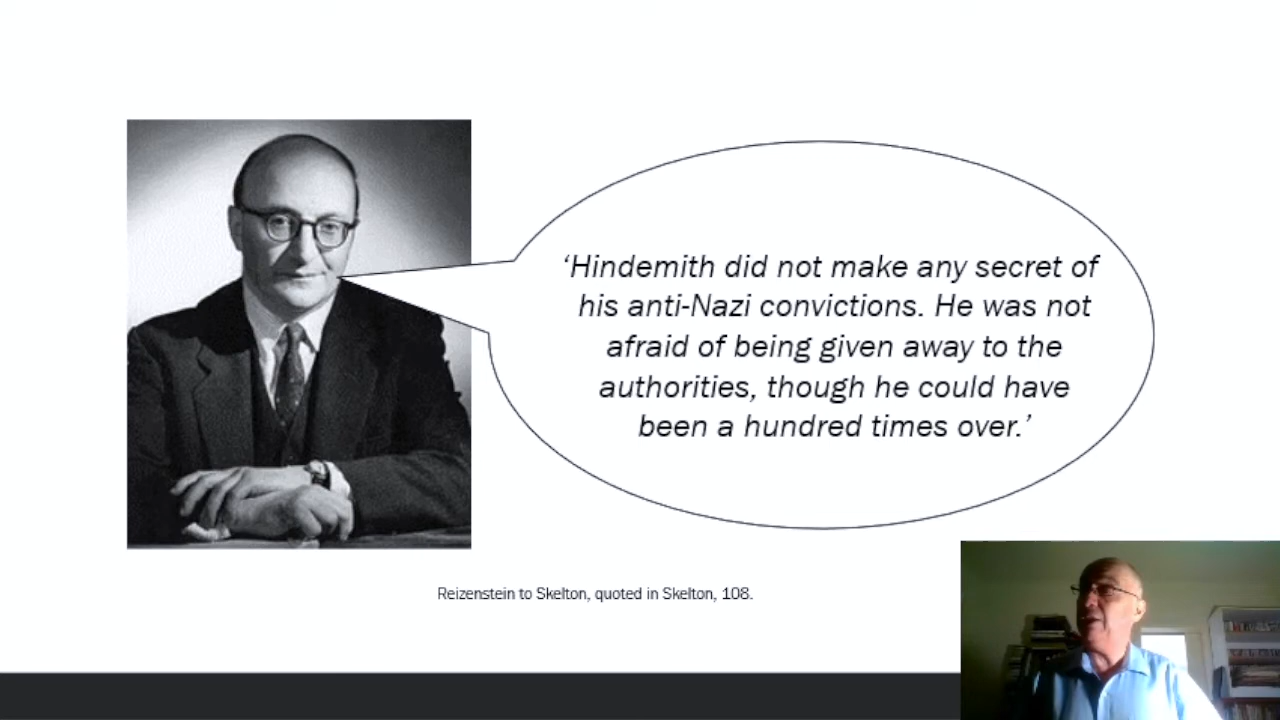 ‘Hindemith did not make any secret of
his anti-Nazi convictions. He was not
afraid of being given away to the
authorities, though he could have
been a hundred times over.’
Reizenstein to Skelton, quoted in Skelton, 108.